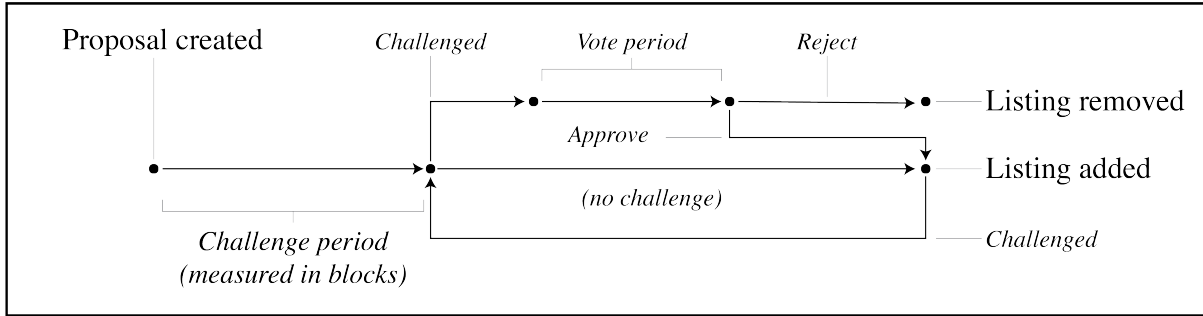 Proposal created
Challenged
Vote period
Reject
Listing removed
Approve
Listing added
(no challenge)
Challenge period
(measured in blocks)
Challenged